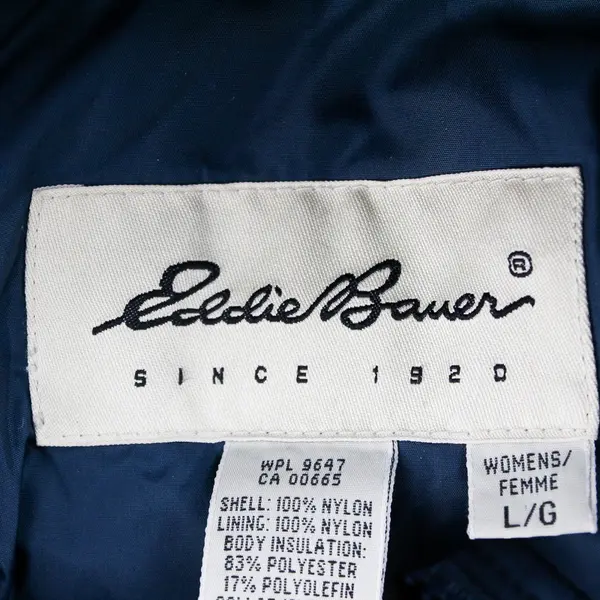 Eddie Bauer®
SINCE 1920
WPL 9647
CA 00665
SHELL: 100% NYLON
LINING: 100% NYLON
BODY INSULATION:
83% POLYESTER
17% POLYOLEFIN
WOMENS/
FEMME
L/G